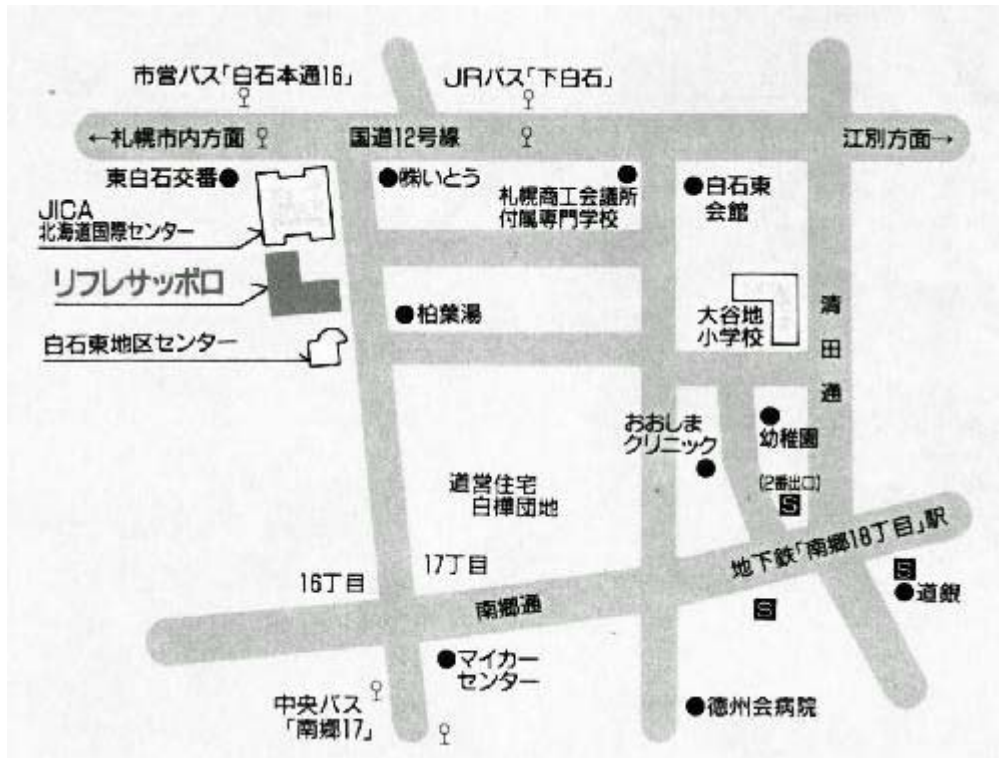 市営バス「白石本通16」
JRバス「下白石」
←札幌市内方面
国道12号線
江別方面→
東白石交番●
●㈱いとう
札幌商工会議所
付属専門学校
●白石東
会館
JICA
北海道国際センター
リフレサッポロ
●柏葉湯
大谷地
小学校
清田通
白石東地区センター
おおしま
クリニック
幼稚園
(2番出口)
S
道営住宅
白樺団地
地下鉄「南郷18丁目」駅
16丁目
17丁目
南郷通
S
●道銀
S
●マイカー
センター
中央バス
「南郷17」
●徳州会病院